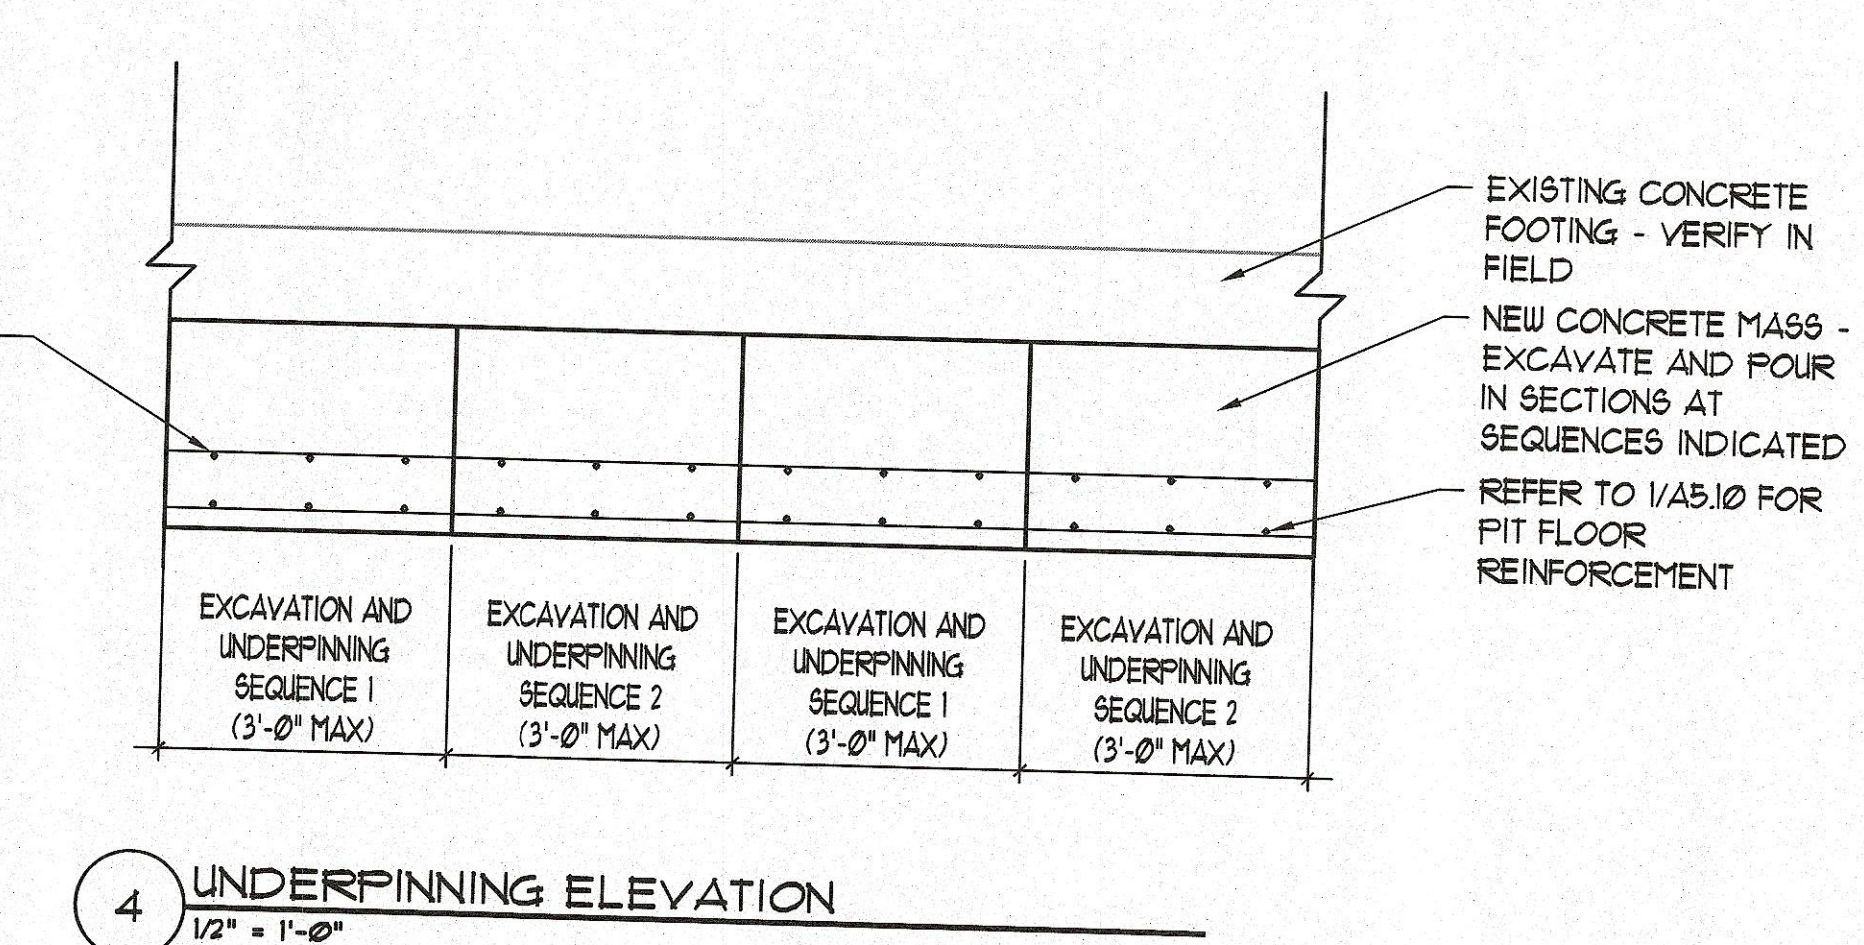 EXISTING CONCRETE
FOOTING - VERIFY IN
FIELD
NEW CONCRETE MASS -
EXCAVATE AND POUR
IN SECTIONS AT
SEQUENCES INDICATED
REFER TO 1/A5.10 FOR
PIT FLOOR
REINFORCEMENT
EXCAVATION AND
UNDERPINNING
SEQUENCE 1
(3'-0" MAX)
EXCAVATION AND
UNDERPINNING
SEQUENCE 2
(3'-0" MAX)
EXCAVATION AND
UNDERPINNING
SEQUENCE 1
(3'-0" MAX)
EXCAVATION AND
UNDERPINNING
SEQUENCE 2
(3'-0" MAX)
4
UNDERPINNING ELEVATION
1/2" = 1'-0"